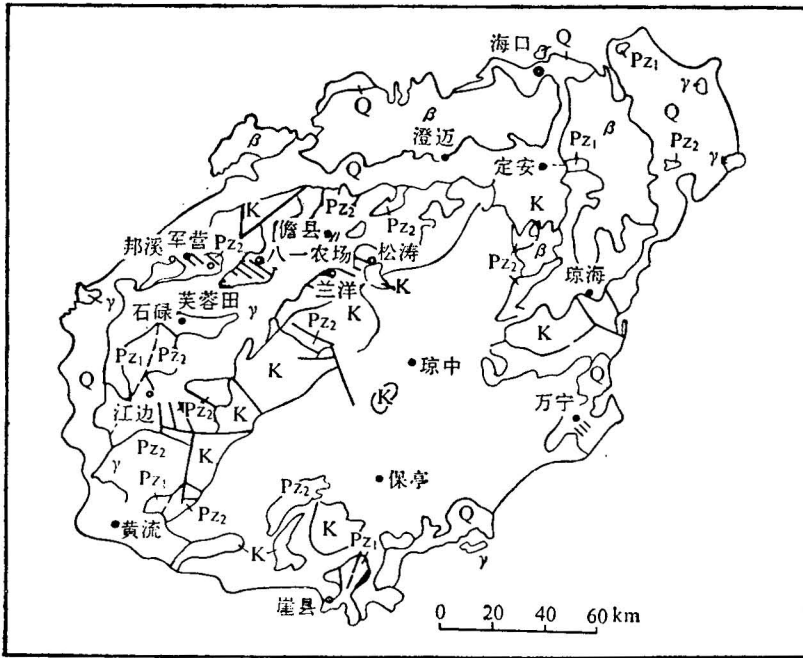 海口
Q
Q
Pz₁
γ
Q
Q
β
β
澄迈
β
Pz₁
Pz₂
γ
定安
Q
K
K
Pz₂
儋县
Pz₂
β
邦溪
军营
Pz₂
八一农场
松涛
Pz₂
琼海
γ
石碌
芙蓉田
γ
兰洋
K
K
K
Pz₂
Pz₁
Pz₂
Q
K
琼中
Q
K
万宁
江边
Pz₂
K
Pz₂
K
γ
Pz₁
Pz₂
保亭
Pz₂
Q
黄流
K
K
Pz₁
γ
崖县
0 20 40 60 km